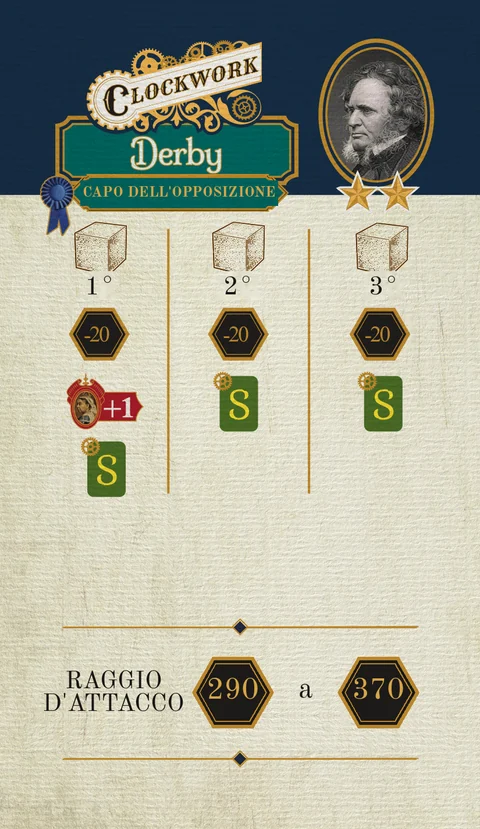 CLOCKWORK
Derby
CAPO DELL'OPPOSIZIONE
1° 2° 3°
-20 -20 -20
+1 S S
S
RAGGIO
D'ATTACCO 290 a 370